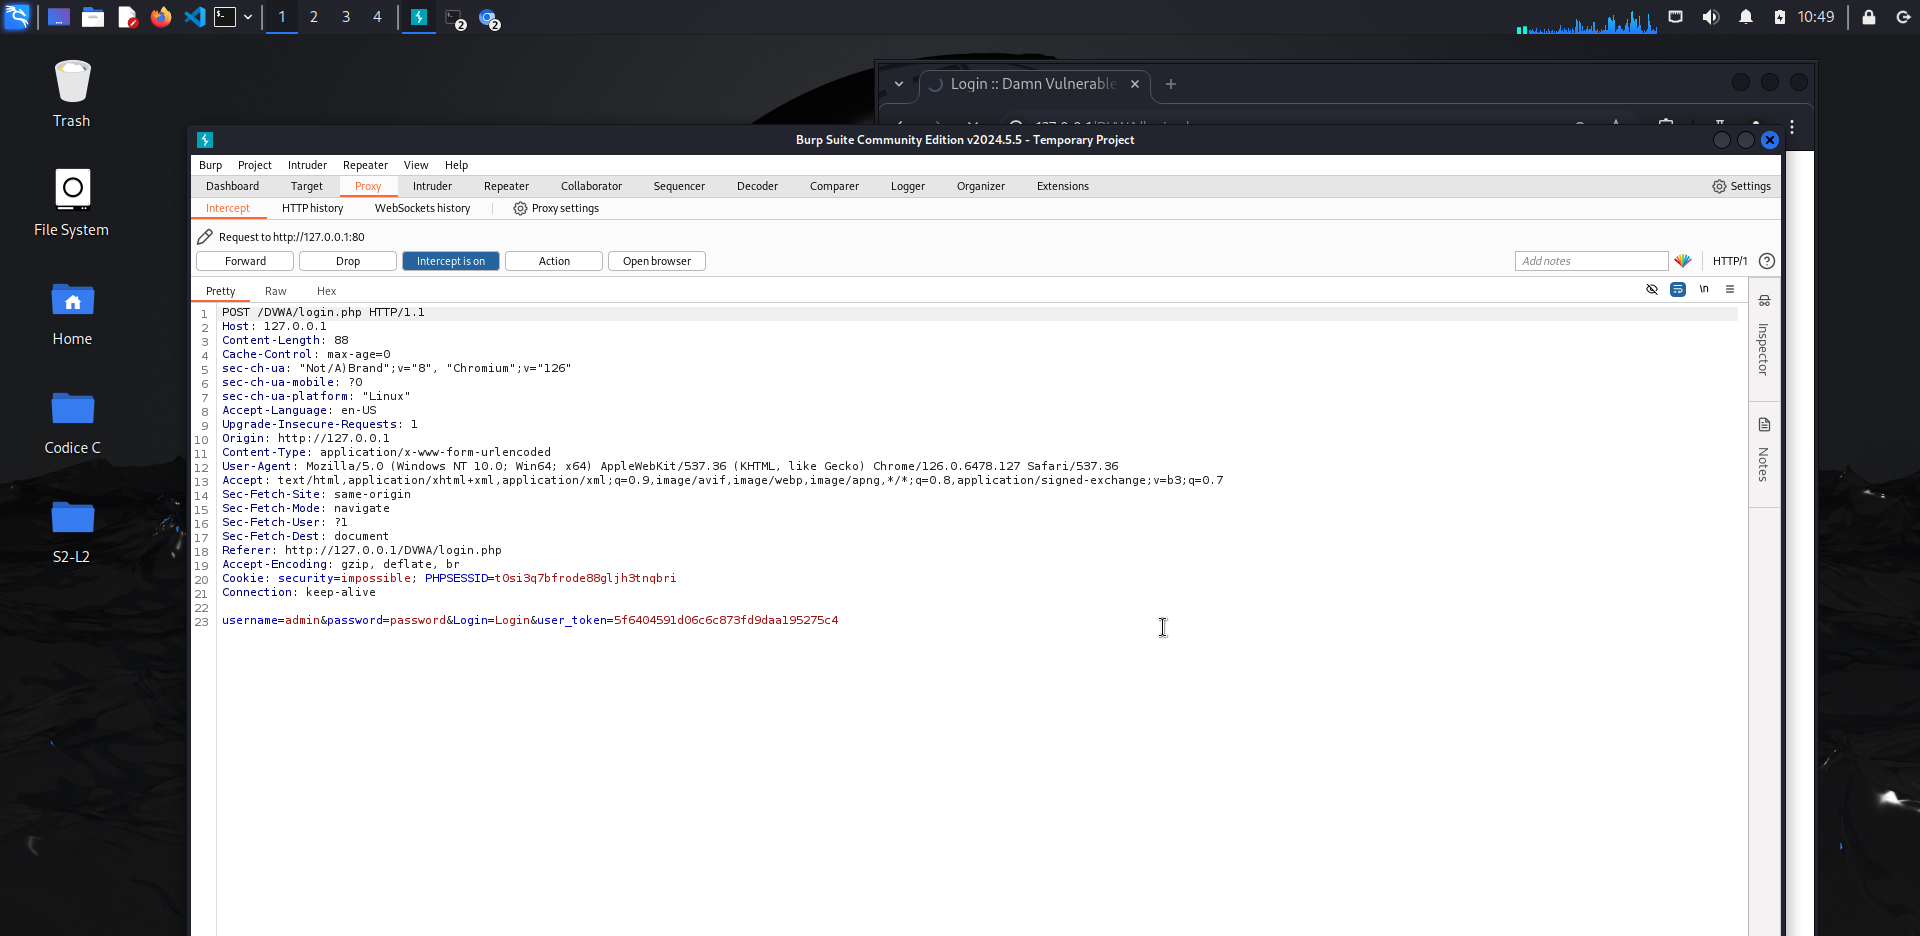 1 2 3 4 2 2 10:49
Trash
File System
Home
Codice C
S2-L2
Login :: Damn Vulnerable
Burp Suite Community Edition v2024.5.5 - Temporary Project
Burp Project Intruder Repeater View Help
Dashboard Target Proxy Intruder Repeater Collaborator Sequencer Decoder Comparer Logger Organizer Extensions Settings
Intercept HTTP history WebSockets history Proxy settings
Request to http://127.0.0.1:80
Forward Drop Intercept is on Action Open browser Add notes HTTP/1
Pretty Raw Hex \n
1 POST /DVWA/login.php HTTP/1.1
2 Host: 127.0.0.1
3 Content-Length: 88
4 Cache-Control: max-age=0
5 sec-ch-ua: "Not/A)Brand";v="8", "Chromium";v="126"
6 sec-ch-ua-mobile: ?0
7 sec-ch-ua-platform: "Linux"
8 Accept-Language: en-US
9 Upgrade-Insecure-Requests: 1
10 Origin: http://127.0.0.1
11 Content-Type: application/x-www-form-urlencoded
12 User-Agent: Mozilla/5.0 (Windows NT 10.0; Win64; x64) AppleWebKit/537.36 (KHTML, like Gecko) Chrome/126.0.6478.127 Safari/537.36
13 Accept: text/html,application/xhtml+xml,application/xml;q=0.9,image/avif,image/webp,image/apng,*/*;q=0.8,application/signed-exchange;v=b3;q=0.7
14 Sec-Fetch-Site: same-origin
15 Sec-Fetch-Mode: navigate
16 Sec-Fetch-User: ?1
17 Sec-Fetch-Dest: document
18 Referer: http://127.0.0.1/DVWA/login.php
19 Accept-Encoding: gzip, deflate, br
20 Cookie: security=impossible; PHPSESSID=t0si3q7bfrode88gljh3tnqbri
21 Connection: keep-alive
22
23 username=admin&password=password&Login=Login&user_token=5f6404591d06c6c873fd9daa195275c4
Inspector
Notes